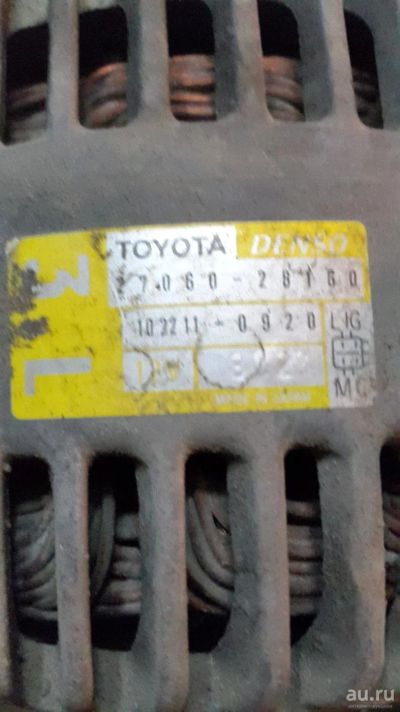 3L
TOYOTA DENSO
27060-28160
102211-0920 L IG
M C
MADE IN JAPAN
au.ru